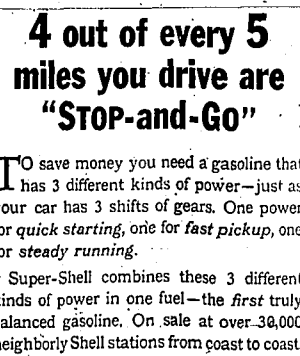 4 out of every 5
miles you drive are
“STOP-and-GO”
TO save money you need a gasoline that
has 3 different kinds of power—just as
our car has 3 shifts of gears. One power
or quick starting, one for fast pickup, one
or steady running.
Super-Shell combines these 3 different
inds of power in one fuel—the first truly
alanced gasoline. On sale at over 30,000
neighborly Shell stations from coast to coast